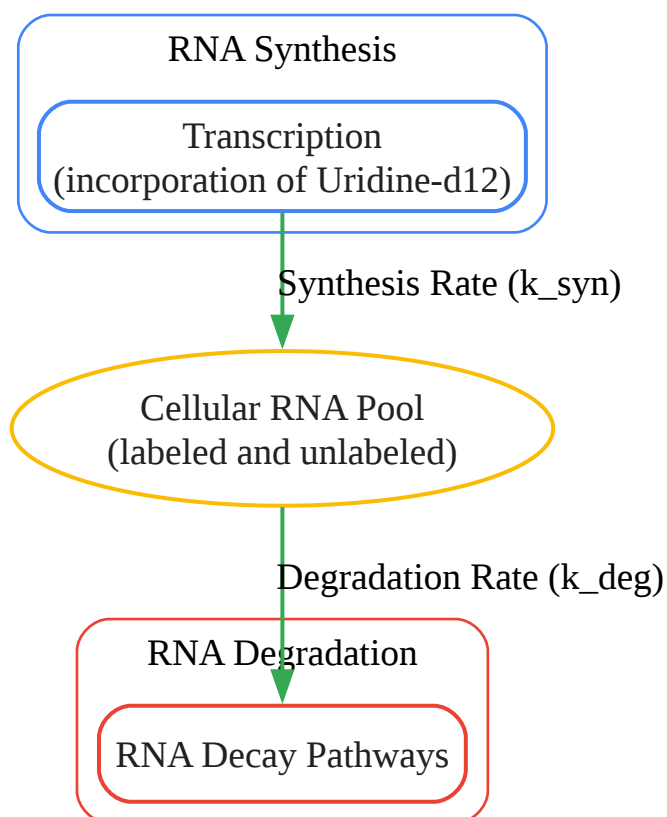 RNA Synthesis
Transcription
(incorporation of Uridine-d12)
Synthesis Rate (k_syn)
Cellular RNA Pool
(labeled and unlabeled)
Degradation Rate (k_deg)
RNA Degradation
RNA Decay Pathways